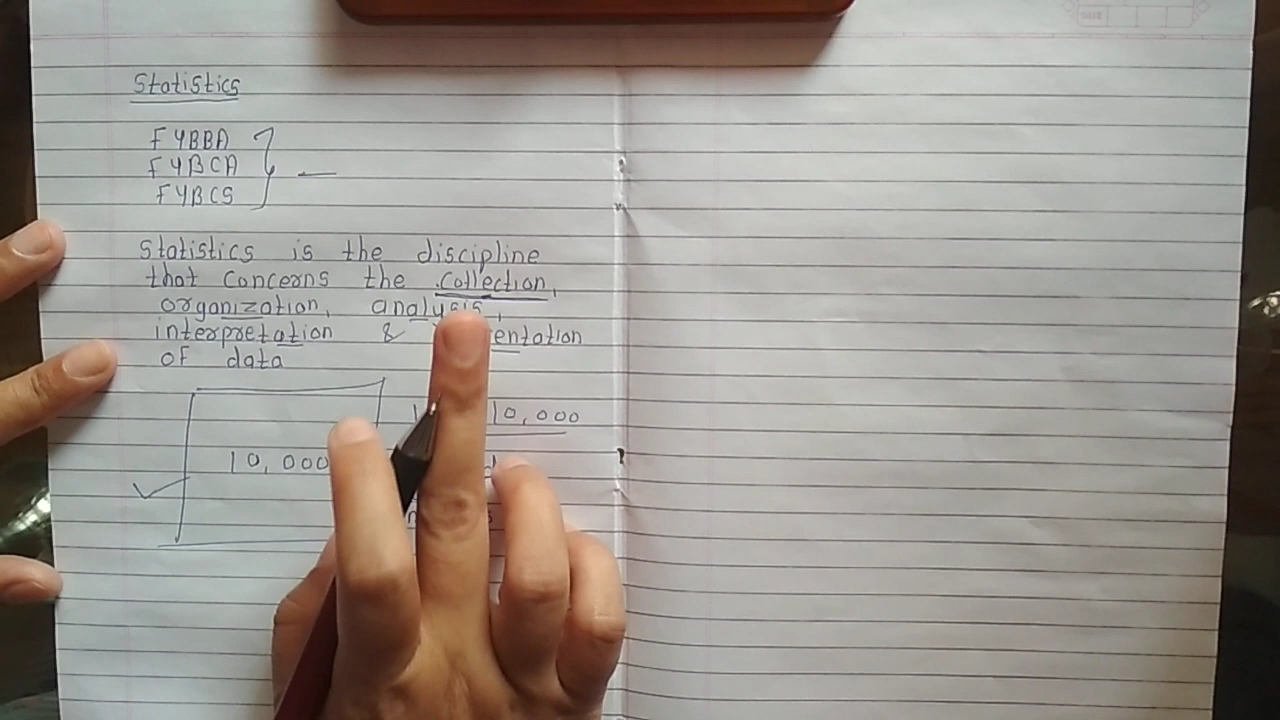 DATE
Statistics
FYBBA
FYBCA
FYBCS
Statistics is the discipline
that concerns the collection,
organization, analysis,
interpretation &
of data
10,000
10,000